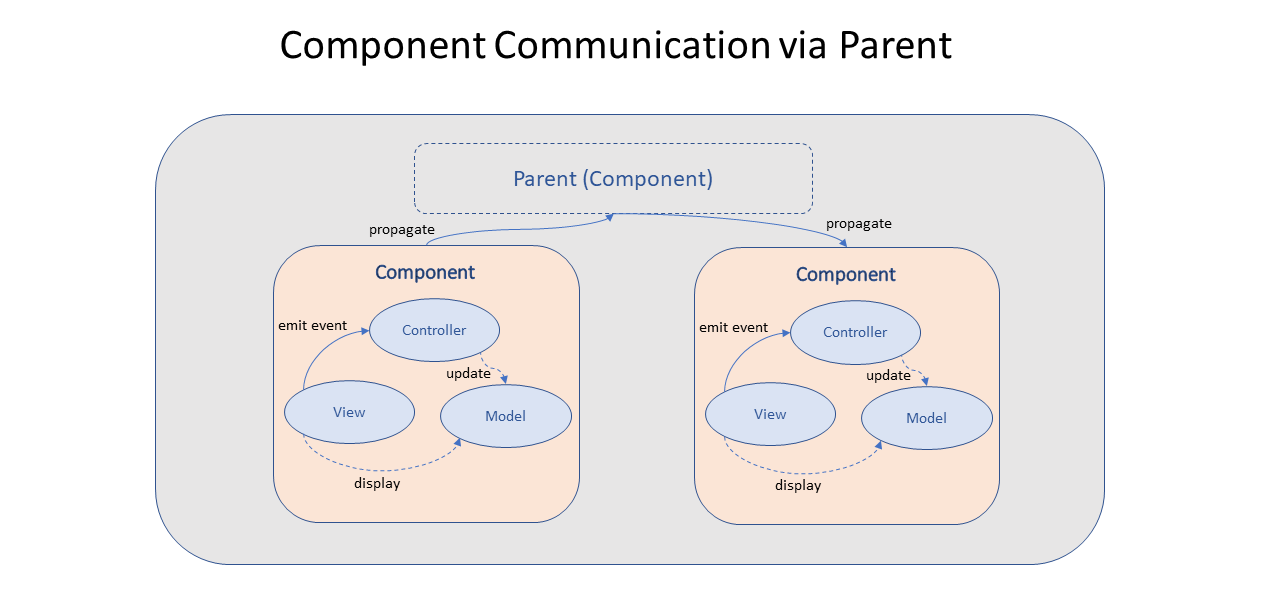 Component Communication via Parent
Parent (Component)
propagate
propagate
Component
emit event
Controller
update
View
Model
display
Component
emit event
Controller
update
View
Model
display